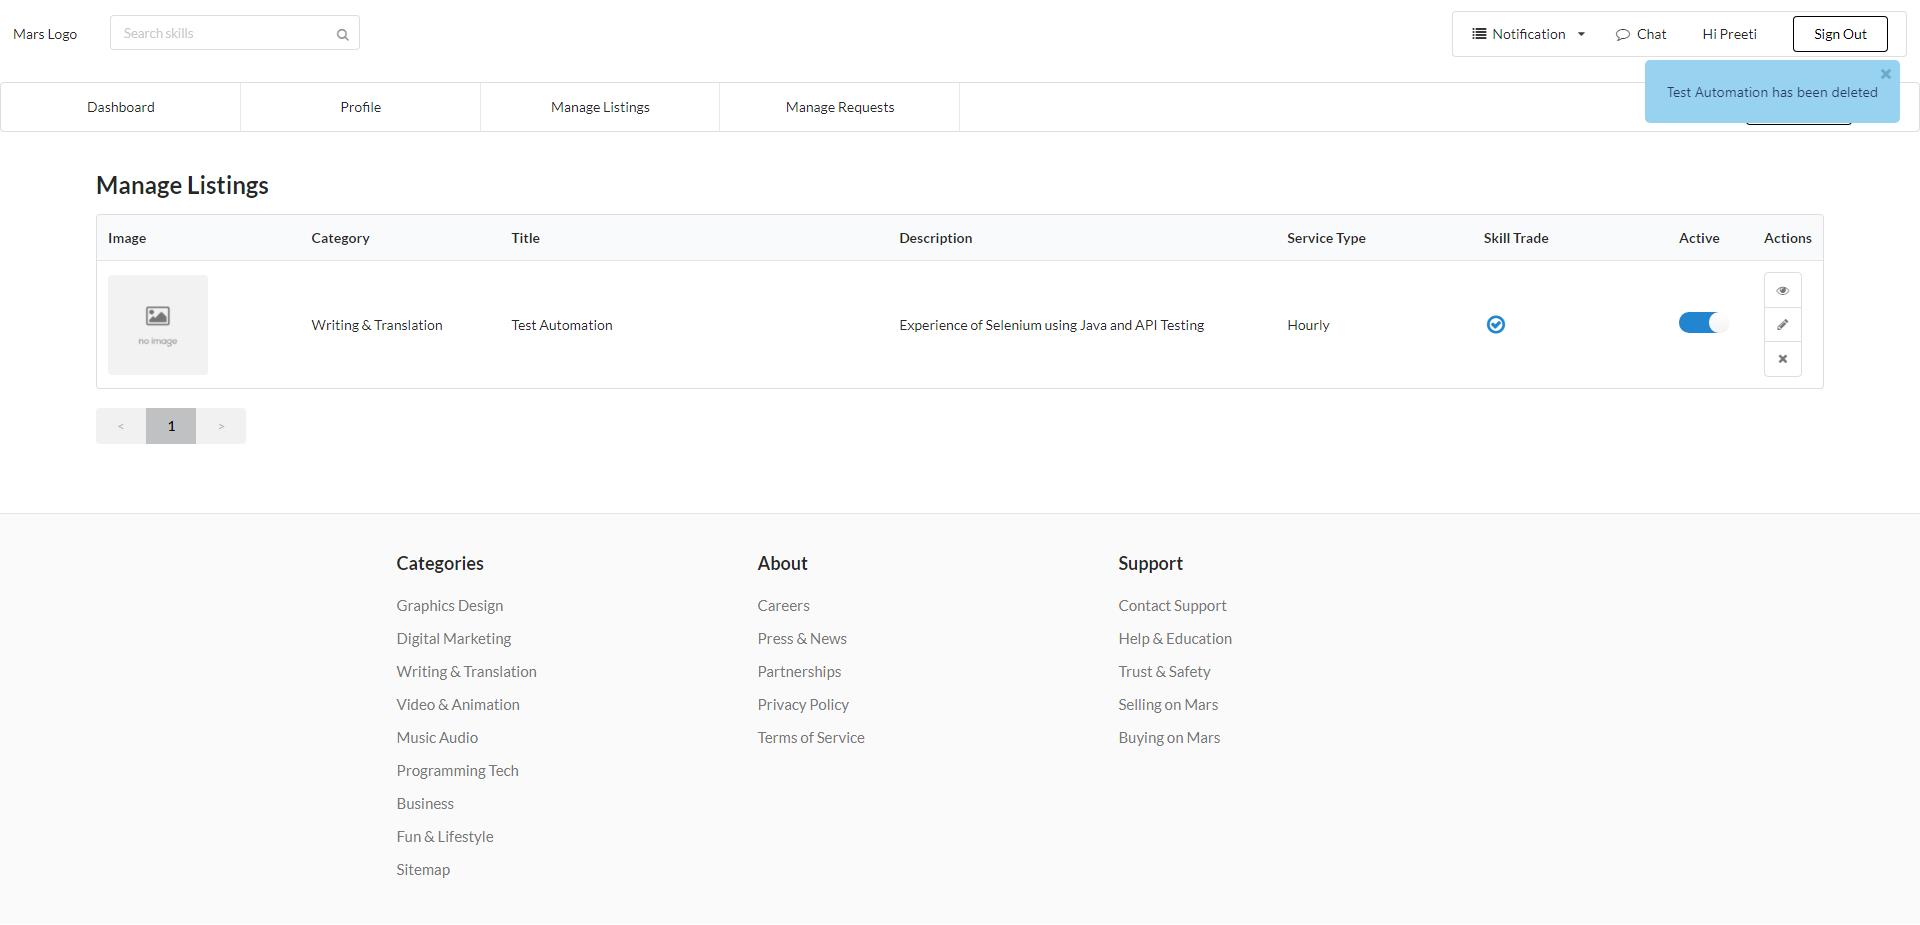 Mars Logo
Search skills
Notification
Chat
Hi Preeti
Sign Out
Test Automation has been deleted
Dashboard
Profile
Manage Listings
Manage Requests
Manage Listings
Image Category Title Description Service Type Skill Trade Active Actions
no image
Writing & Translation Test Automation Experience of Selenium using Java and API Testing Hourly
< 1 >
Categories
Graphics Design
Digital Marketing
Writing & Translation
Video & Animation
Music Audio
Programming Tech
Business
Fun & Lifestyle
Sitemap
About
Careers
Press & News
Partnerships
Privacy Policy
Terms of Service
Support
Contact Support
Help & Education
Trust & Safety
Selling on Mars
Buying on Mars